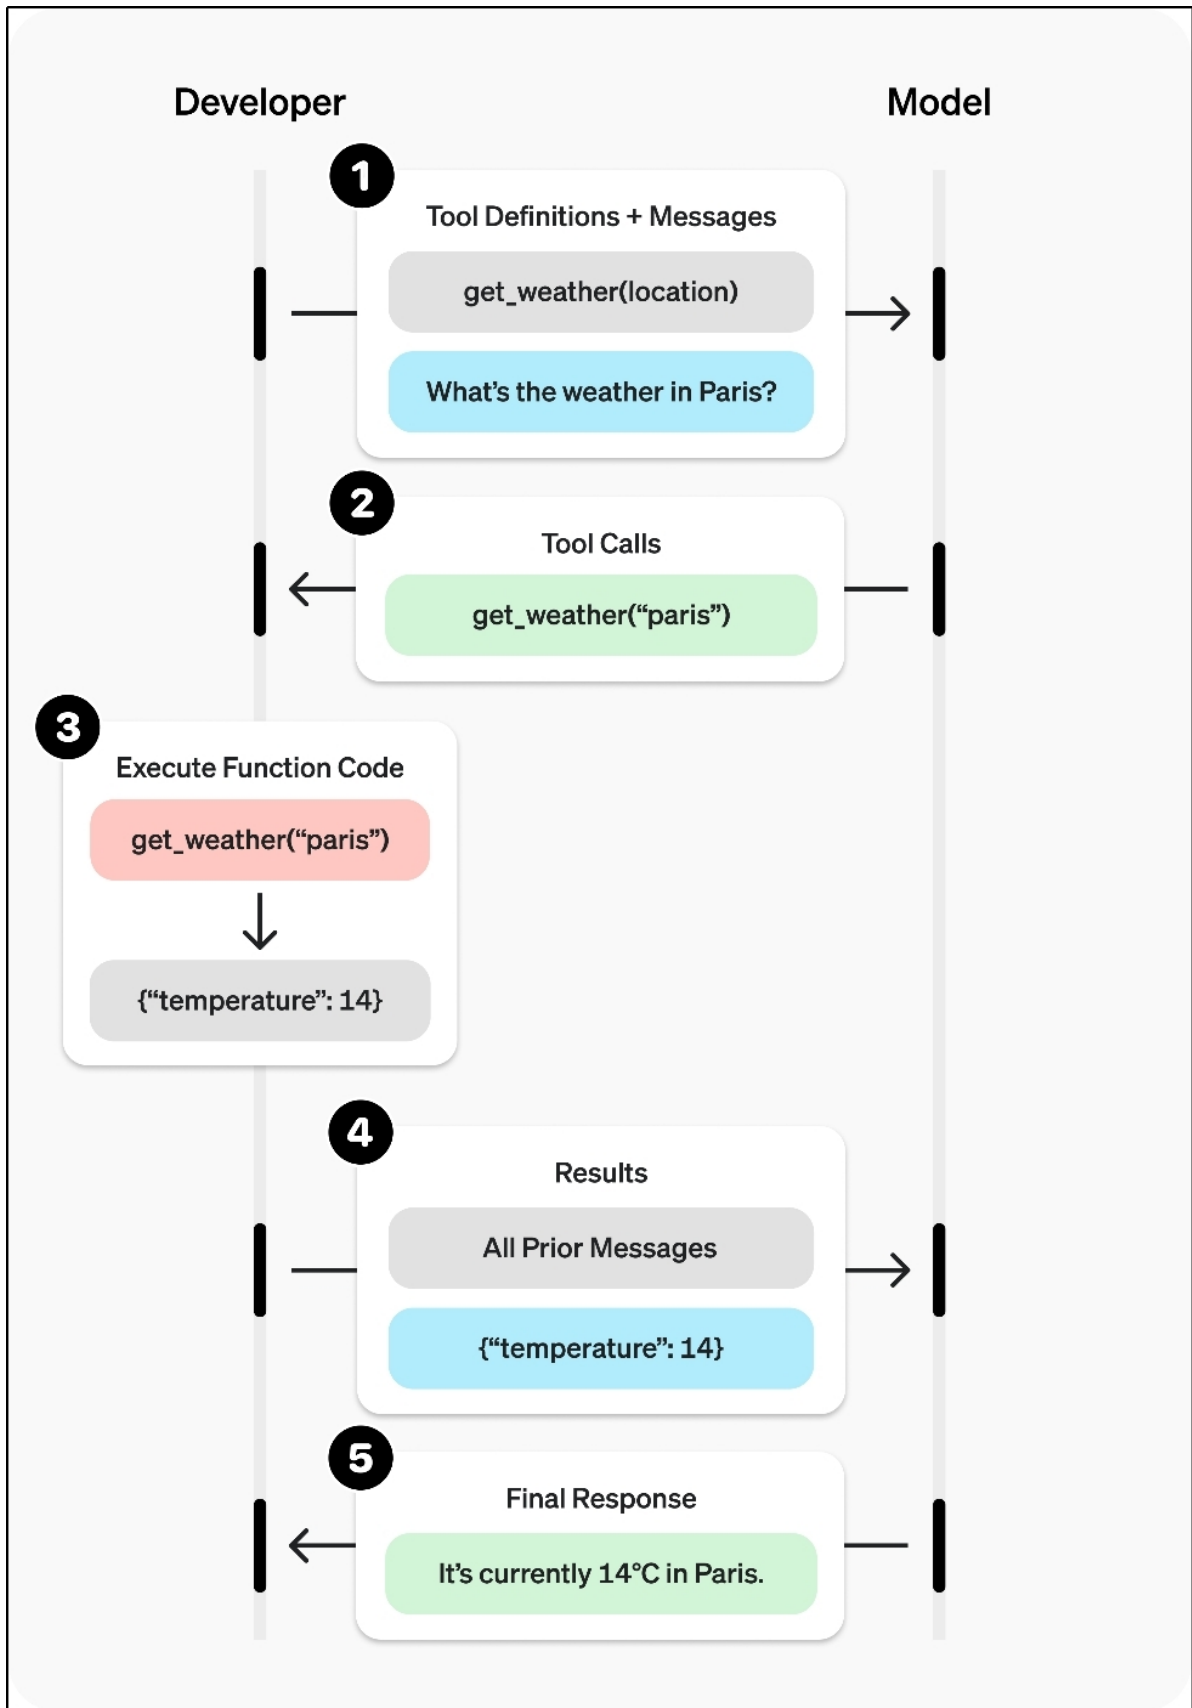 Developer
Model
1
Tool Definitions + Messages
get_weather(location)
What’s the weather in Paris?
2
Tool Calls
get_weather(“paris”)
3
Execute Function Code
get_weather(“paris”)
{“temperature”: 14}
4
Results
All Prior Messages
{“temperature”: 14}
5
Final Response
It’s currently 14°C in Paris.